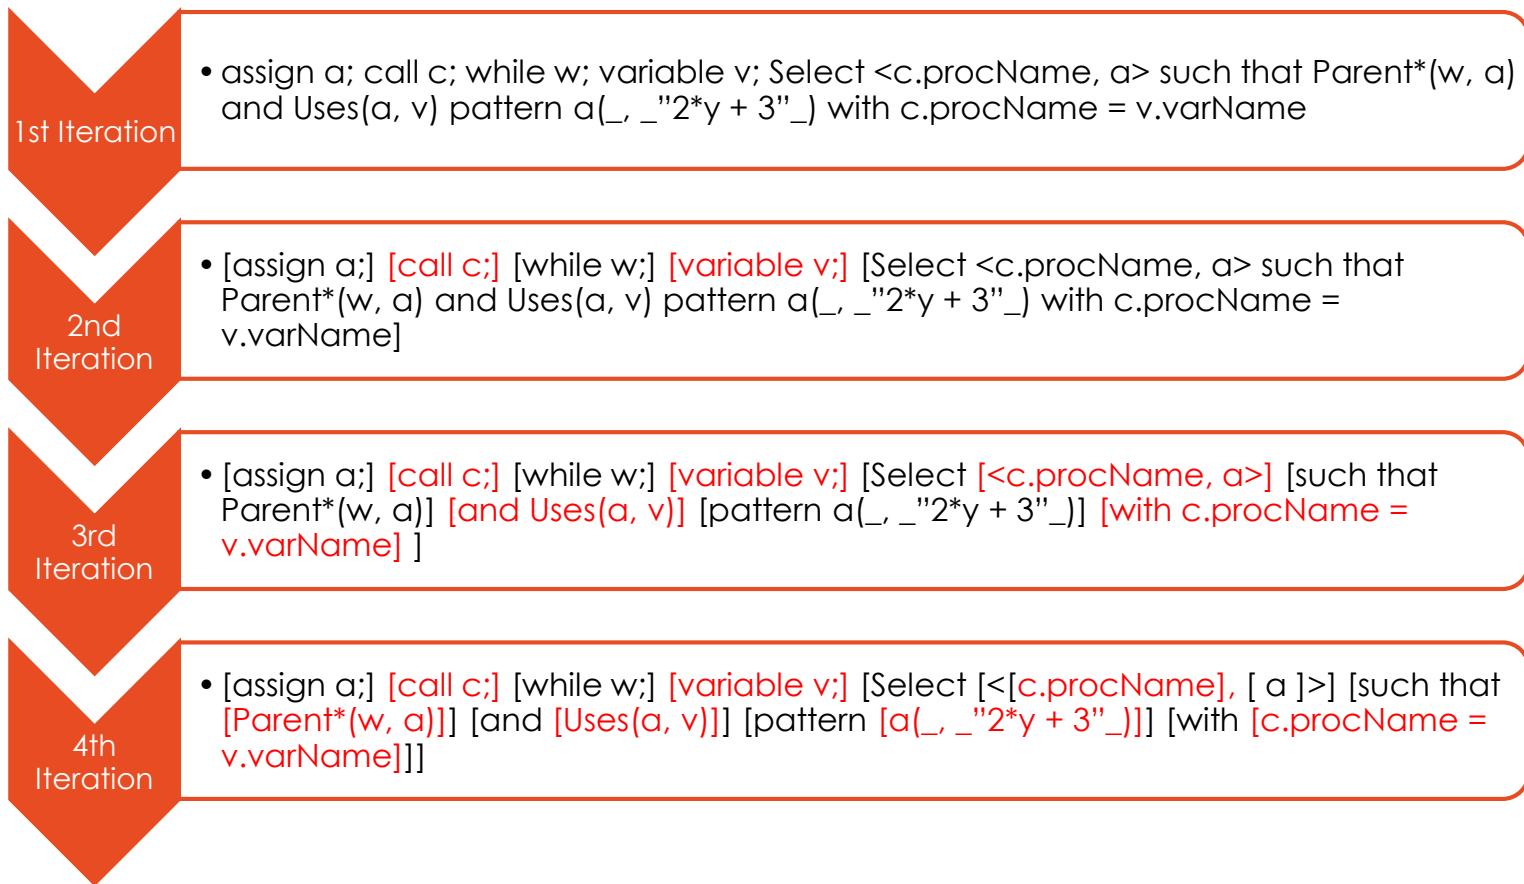 1st Iteration
• assign a; call c; while w; variable v; Select <c.procName, a> such that Parent*(w, a)
and Uses(a, v) pattern a(_, _”2*y + 3”_) with c.procName = v.varName
2nd
Iteration
• [assign a;] [call c;] [while w;] [variable v;] [Select <c.procName, a> such that
Parent*(w, a) and Uses(a, v) pattern a(_, _”2*y + 3”_) with c.procName =
v.varName]
3rd
Iteration
• [assign a;] [call c;] [while w;] [variable v;] [Select [<c.procName, a>] [such that
Parent*(w, a)] [and Uses(a, v)] [pattern a(_, _”2*y + 3”_)] [with c.procName =
v.varName] ]
4th
Iteration
• [assign a;] [call c;] [while w;] [variable v;] [Select [<[c.procName], [ a ]>] [such that
[Parent*(w, a)]] [and [Uses(a, v)]] [pattern [a(_, _”2*y + 3”_)]] [with [c.procName =
v.varName]]]